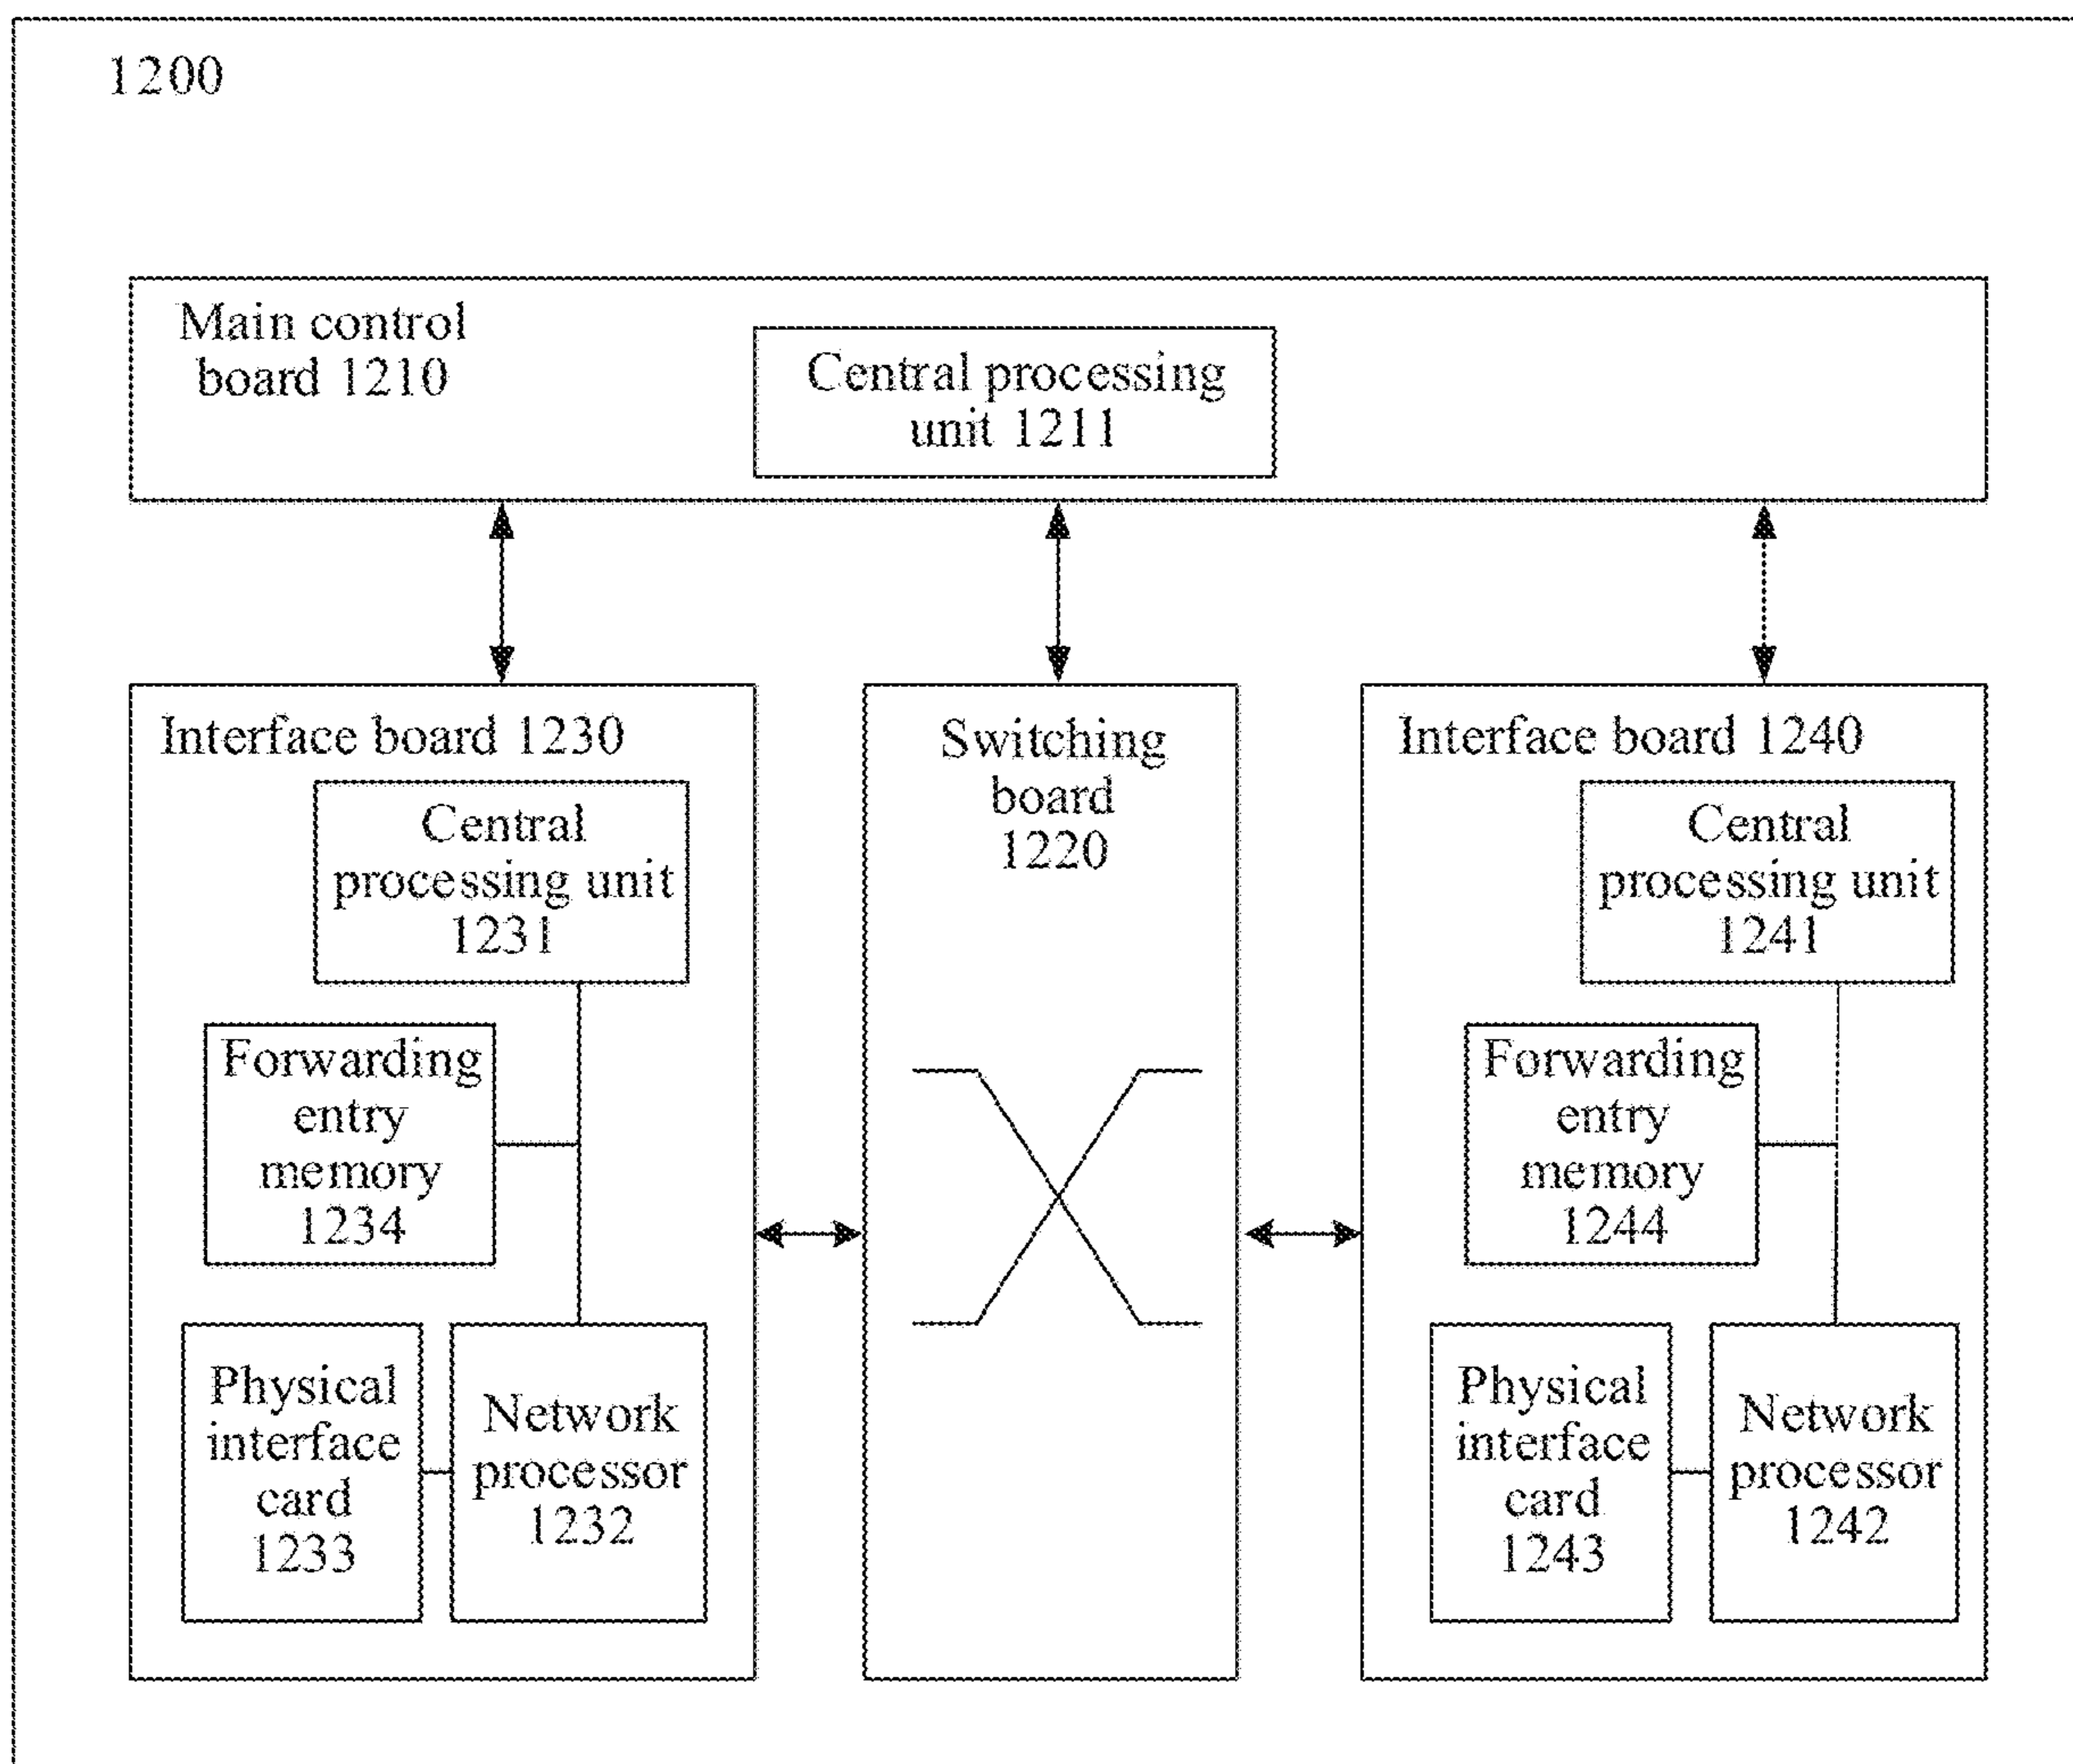 1200
Main control
board 1210
Central processing
unit 1211
Interface board 1230
Central
processing unit
1231
Forwarding
entry
memory
1234
Physical
interface
card
1233
Network
processor
1232
Switching
board
1220
Interface board 1240
Central
processing unit
1241
Forwarding
entry
memory
1244
Physical
interface
card
1243
Network
processor
1242